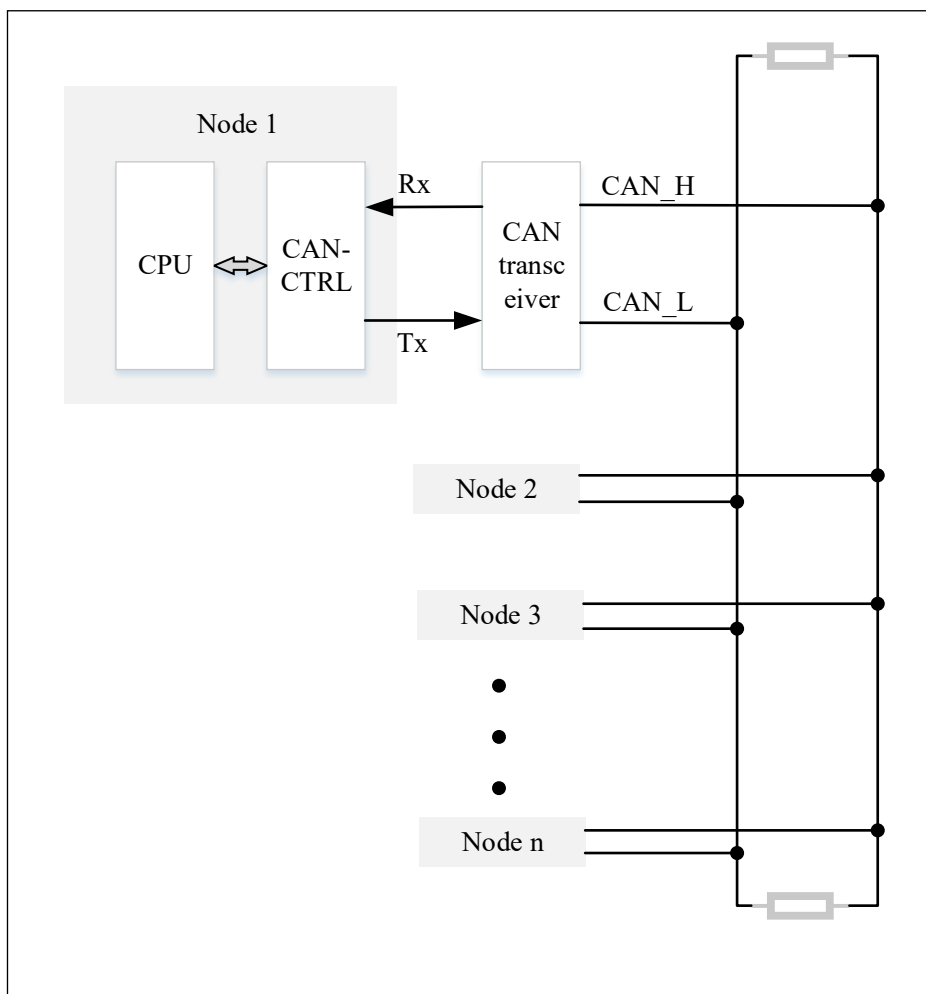 Node 1
Rx
CAN_H
CPU
CAN-
CTRL
CAN
transc
eiver
CAN_L
Tx
Node 2
Node 3
Node n